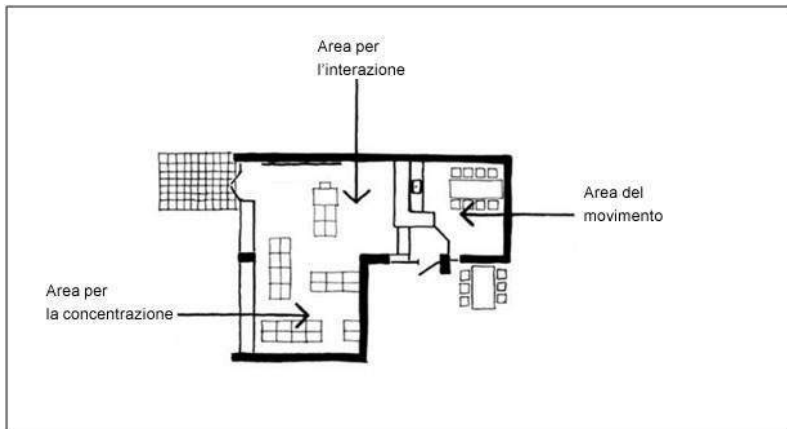 Area per
l'interazione
Area del
movimento
Area per
la concentrazione